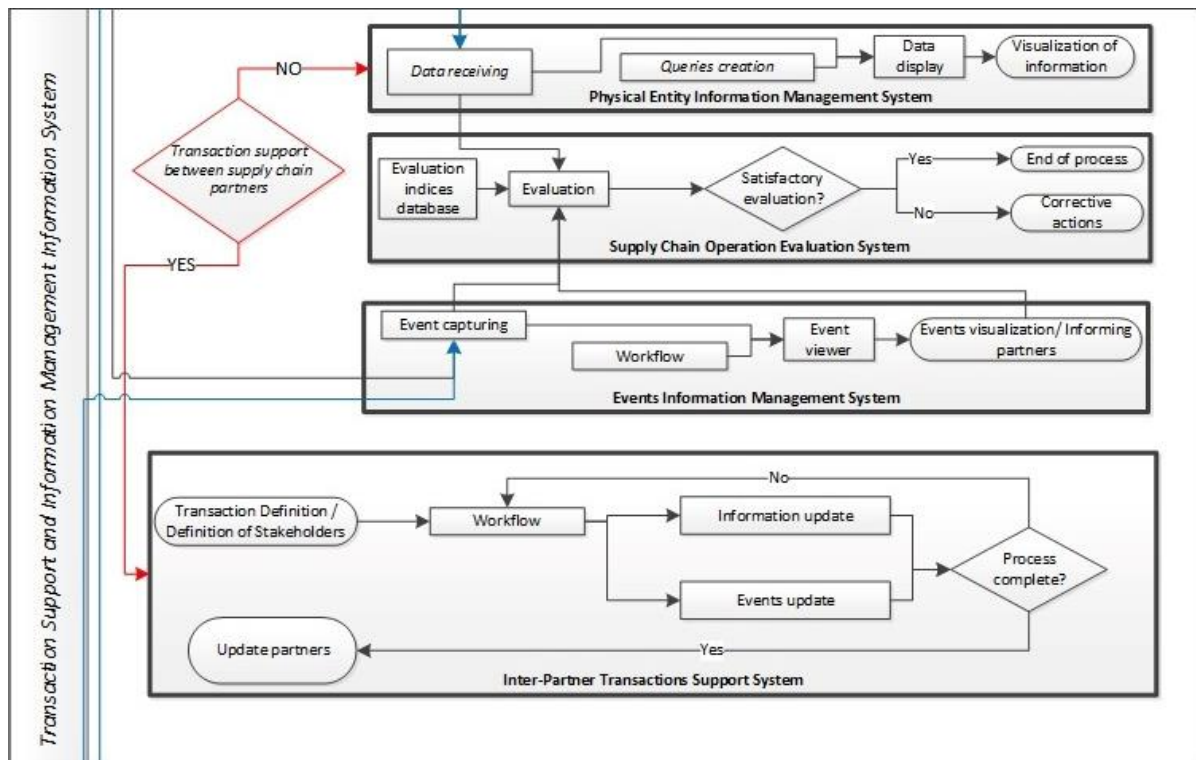 Transaction Support and Information Management Information System
NO
Transaction support
between supply chain
partners
YES
Data receiving
Queries creation
Data
display
Visualization of
information
Physical Entity Information Management System
Evaluation
indices
database
Evaluation
Satisfactory
evaluation?
Yes
No
End of process
Corrective
actions
Supply Chain Operation Evaluation System
Event capturing
Workflow
Event
viewer
Events visualization/ Informing
partners
Events Information Management System
No
Transaction Definition /
Definition of Stakeholders
Workflow
Information update
Events update
Process
complete?
Update partners
Yes
Inter-Partner Transactions Support System